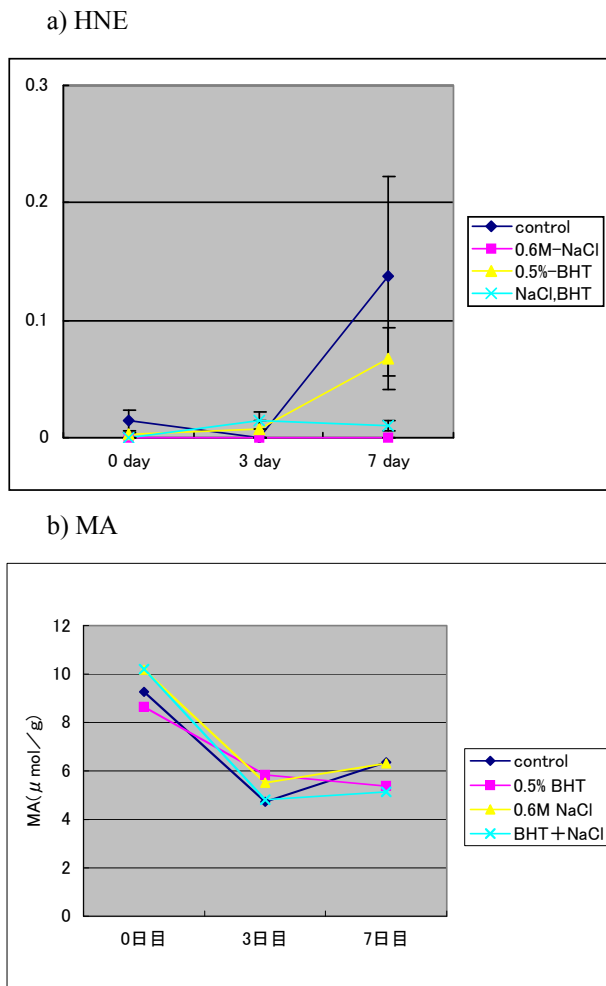 a) HNE
0.3
0.2
0.1
0
0 day 3 day 7 day
control
0.6M-NaCl
0.5%-BHT
NaCl,BHT
b) MA
12
10
8
6
4
2
0
MA(μmol/g)
0日目 3日目 7日目
control
0.5% BHT
0.6M NaCl
BHT+NaCl